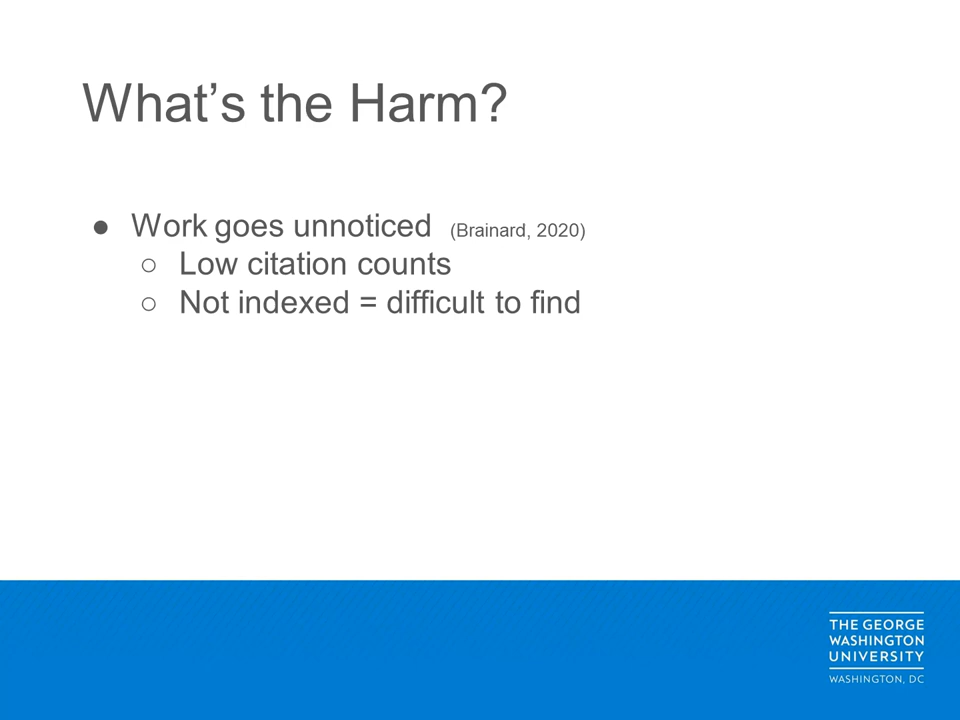 What’s the Harm?
● Work goes unnoticed (Brainard, 2020)
○ Low citation counts
○ Not indexed = difficult to find
THE GEORGE
WASHINGTON
UNIVERSITY
WASHINGTON, DC